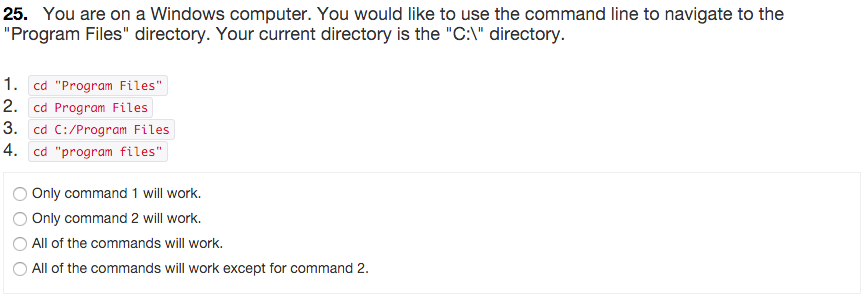 25. You are on a Windows computer. You would like to use the command line to navigate to the
"Program Files" directory. Your current directory is the "C:\" directory.
1. cd "Program Files"
2. cd Program Files
3. cd C:/Program Files
4. cd "program files"
Only command 1 will work.
Only command 2 will work.
All of the commands will work.
All of the commands will work except for command 2.